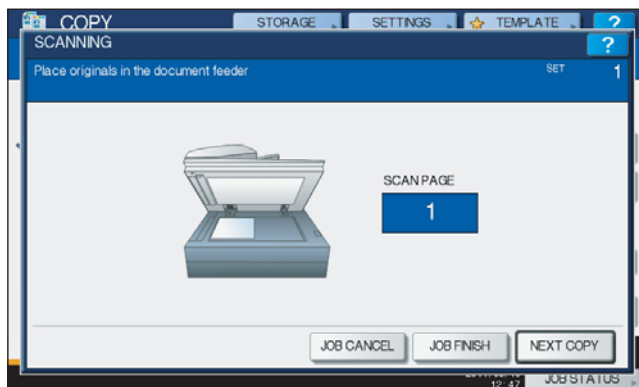 COPY STORAGE SETTINGS TEMPLATE ?
SCANNING ?
Place originals in the document feeder SET 1
SCAN PAGE
1
JOB CANCEL JOB FINISH NEXT COPY
12:47 JOB STATUS